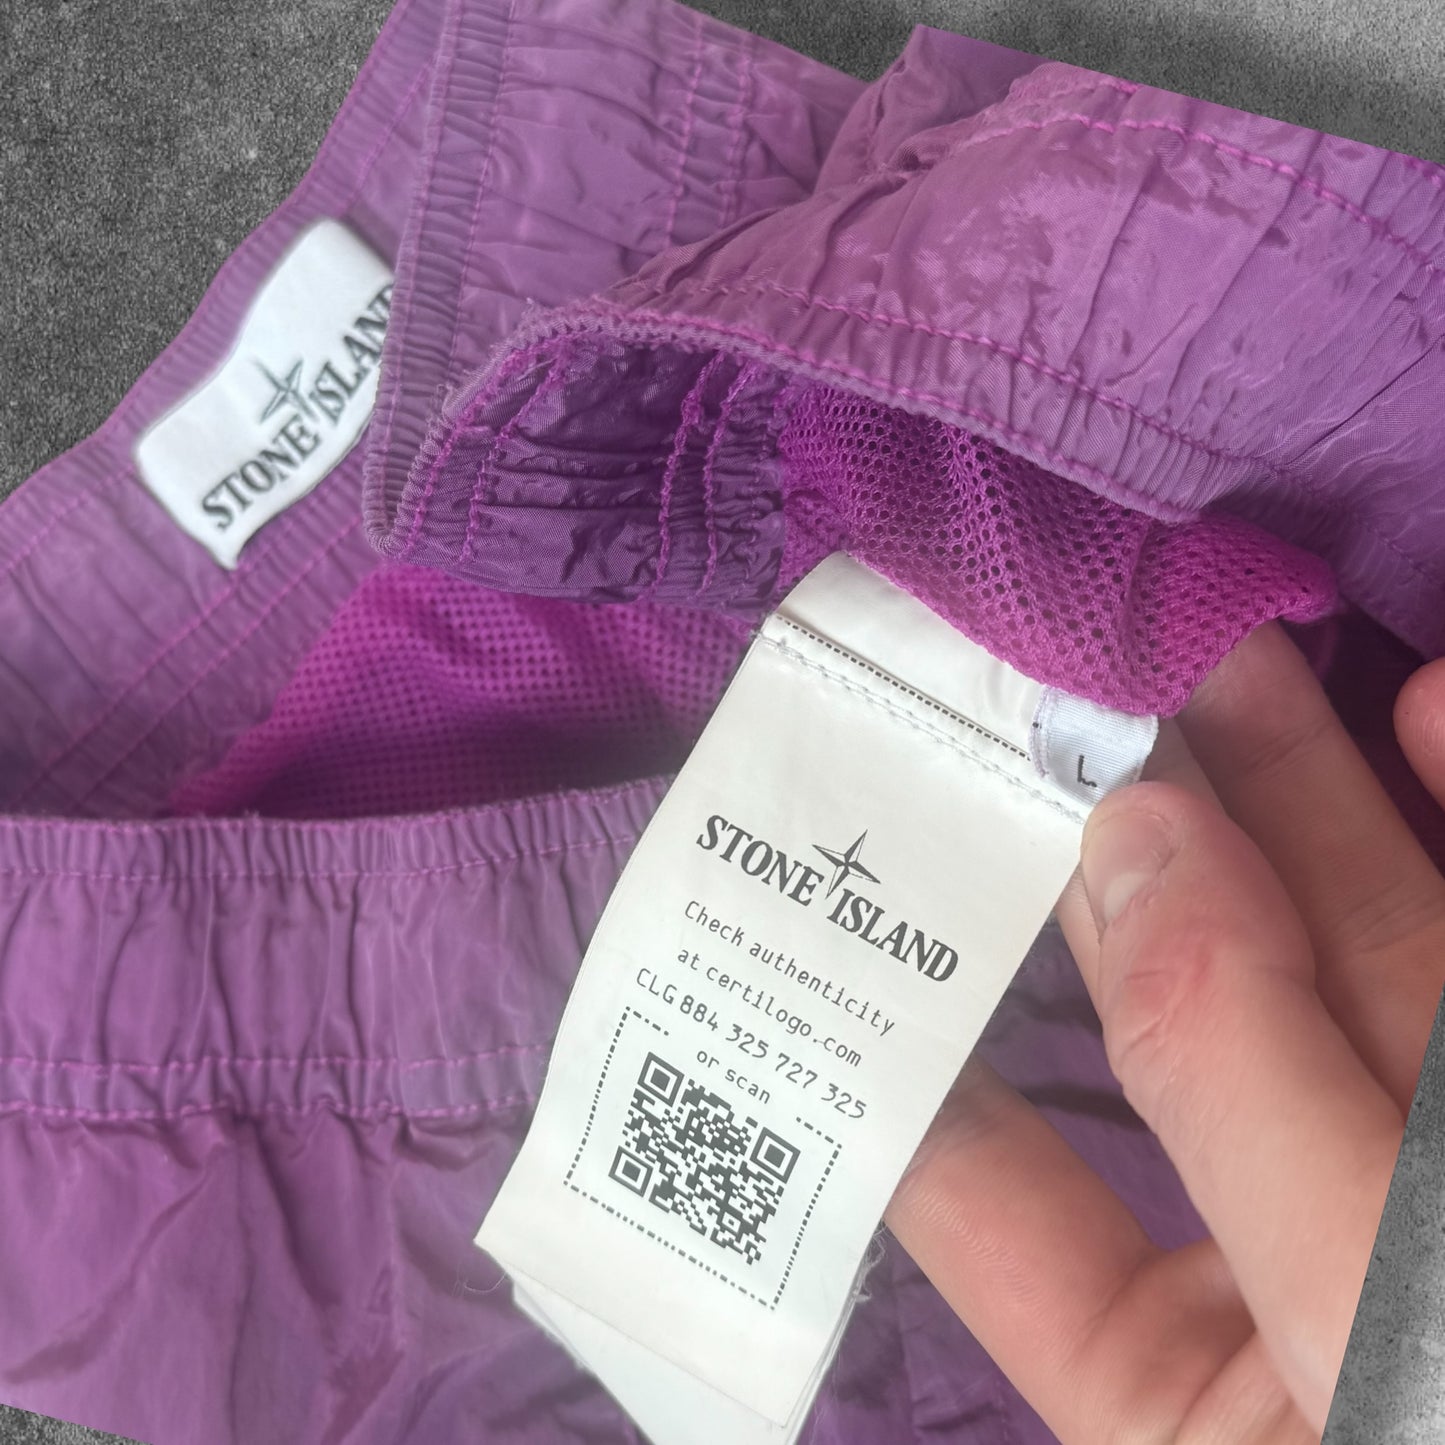 STONE ISLAND
L
STONE ISLAND
Check authenticity
at certilogo.com
CLG 884 325 727 325
or scan